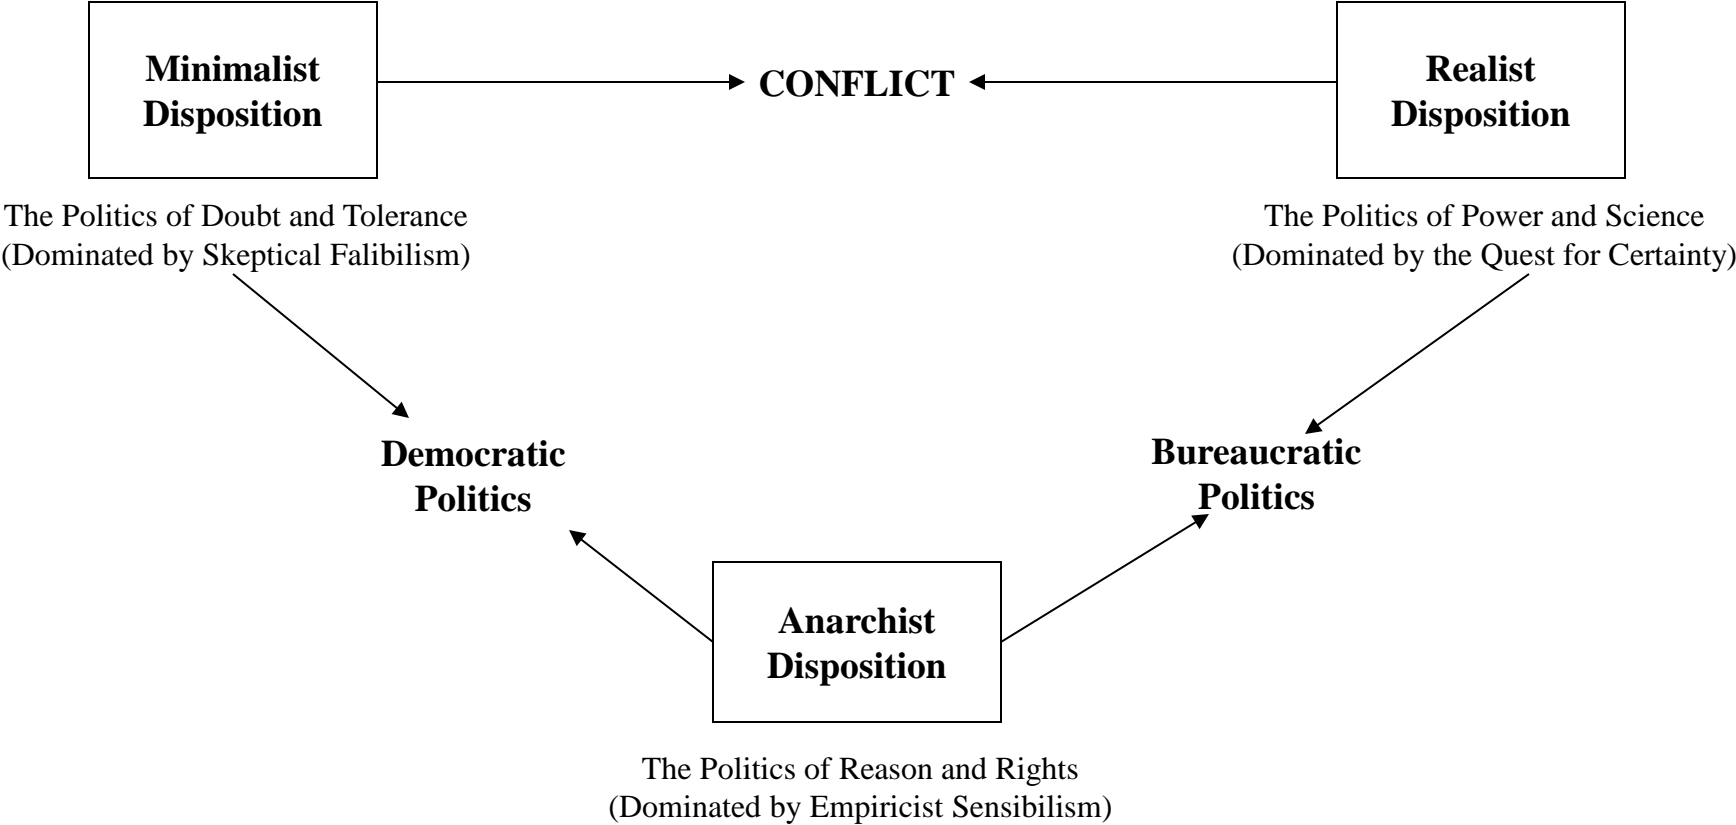 Minimalist
Disposition
CONFLICT
Realist
Disposition
The Politics of Doubt and Tolerance
(Dominated by Skeptical Falibilism)
The Politics of Power and Science
(Dominated by the Quest for Certainty)
Democratic
Politics
Bureaucratic
Politics
Anarchist
Disposition
The Politics of Reason and Rights
(Dominated by Empiricist Sensibilism)